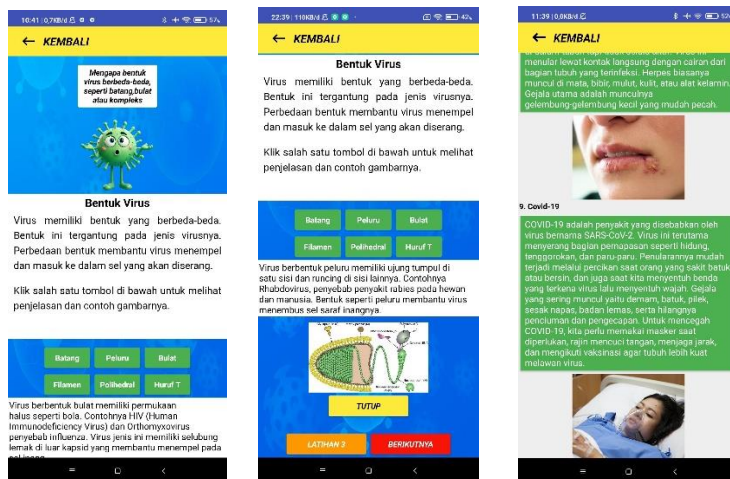 10:41 | 0,7KB/d
57%
← KEMBALI
Mengapa bentuk
virus berbeda-beda,
seperti batang,bulat
atau kompleks
Bentuk Virus
Virus memiliki bentuk yang berbeda-beda.
Bentuk ini tergantung pada jenis virusnya.
Perbedaan bentuk membantu virus menempel
dan masuk ke dalam sel yang akan diserang.
Klik salah satu tombol di bawah untuk melihat
penjelasan dan contoh gambarnya.
Batang Peluru Bulat
Filamen Polihedral Huruf T
Virus berbentuk bulat memiliki permukaan
halus seperti bola. Contohnya HIV (Human
Immunodeficiency Virus) dan Orthomyxovirus
penyebab influenza. Virus jenis ini memiliki selubung
lemak di luar kapsid yang membantu menempel pada
22:39 | 110KB/d
42%
← KEMBALI
Bentuk Virus
Virus memiliki bentuk yang berbeda-beda.
Bentuk ini tergantung pada jenis virusnya.
Perbedaan bentuk membantu virus menempel
dan masuk ke dalam sel yang akan diserang.
Klik salah satu tombol di bawah untuk melihat
penjelasan dan contoh gambarnya.
Batang Peluru Bulat
Filamen Polihedral Huruf T
Virus berbentuk peluru memiliki ujung tumpul di
satu sisi dan runcing di sisi lainnya. Contohnya
Rhabdovirus, penyebab penyakit rabies pada hewan
dan manusia. Bentuk seperti peluru membantu virus
menembus sel saraf inangnya.
TUTUP
LATIHAN 3 BERIKUTNYA
11:39 | 0,0KB/d
← KEMBALI
menular lewat kontak langsung dengan cairan dari
bagian tubuh yang terinfeksi. Herpes biasanya
muncul di mata, bibir, mulut, kulit, atau alat kelamin.
Gejala utama adalah munculnya
gelembung-gelembung kecil yang mudah pecah.
9. Covid-19
COVID-19 adalah penyakit yang disebabkan oleh
virus bernama SARS-CoV-2. Virus ini terutama
menyerang bagian pernapasan seperti hidung,
tenggorokan, dan paru-paru. Penularannya mudah
terjadi melalui percikan saat orang yang sakit batuk
atau bersin, dan juga saat kita menyentuh benda
yang terkena virus lalu menyentuh wajah. Gejala
yang sering muncul yaitu demam, batuk, pilek,
sesak napas, badan lemas, serta hilangnya
penciuman dan pengecapan. Untuk mencegah
COVID-19, kita perlu memakai masker saat
diperlukan, rajin mencuci tangan, menjaga jarak,
dan mengikuti vaksinasi agar tubuh lebih kuat
melawan virus.